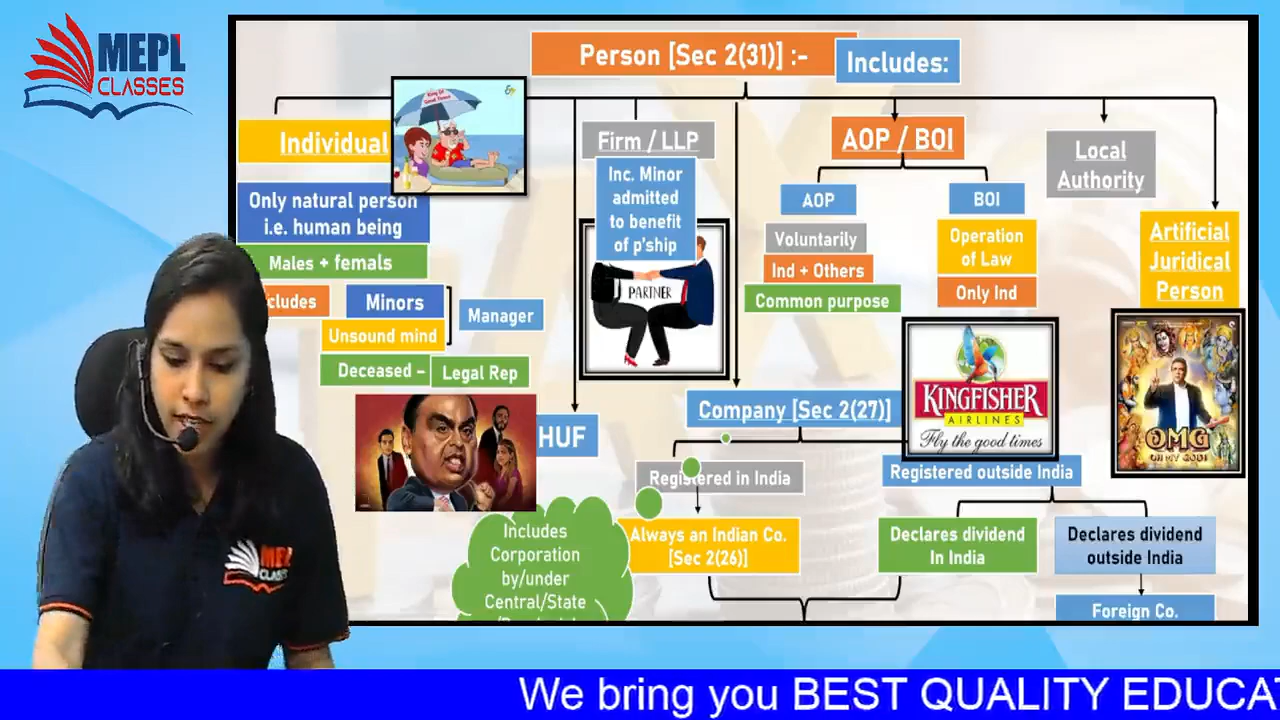 MEPL
CLASSES
Person [Sec 2(31)] :-
Includes:
Individual
Only natural person
i.e. human being
Males + femals
cludes
Minors
Unsound mind
Manager
Deceased –
Legal Rep
HUF
Firm / LLP
Inc. Minor
admitted
to benefit
of p'ship
PARTNER
AOP / BOI
AOP
Voluntarily
Ind + Others
Common purpose
BOI
Operation
of Law
Only Ind
Local
Authority
Artificial
Juridical
Person
Company [Sec 2(27)]
KINGFISHER
AIRLINES
Fly the good times
OMG
OH MY GOD!
Registered in India
Registered outside India
Always an Indian Co.
[Sec 2(26)]
Declares dividend
In India
Declares dividend
outside India
Foreign Co.
Includes
Corporation
by/under
Central/State
MEPL
CLASS
We bring you BEST QUALITY EDUCAT